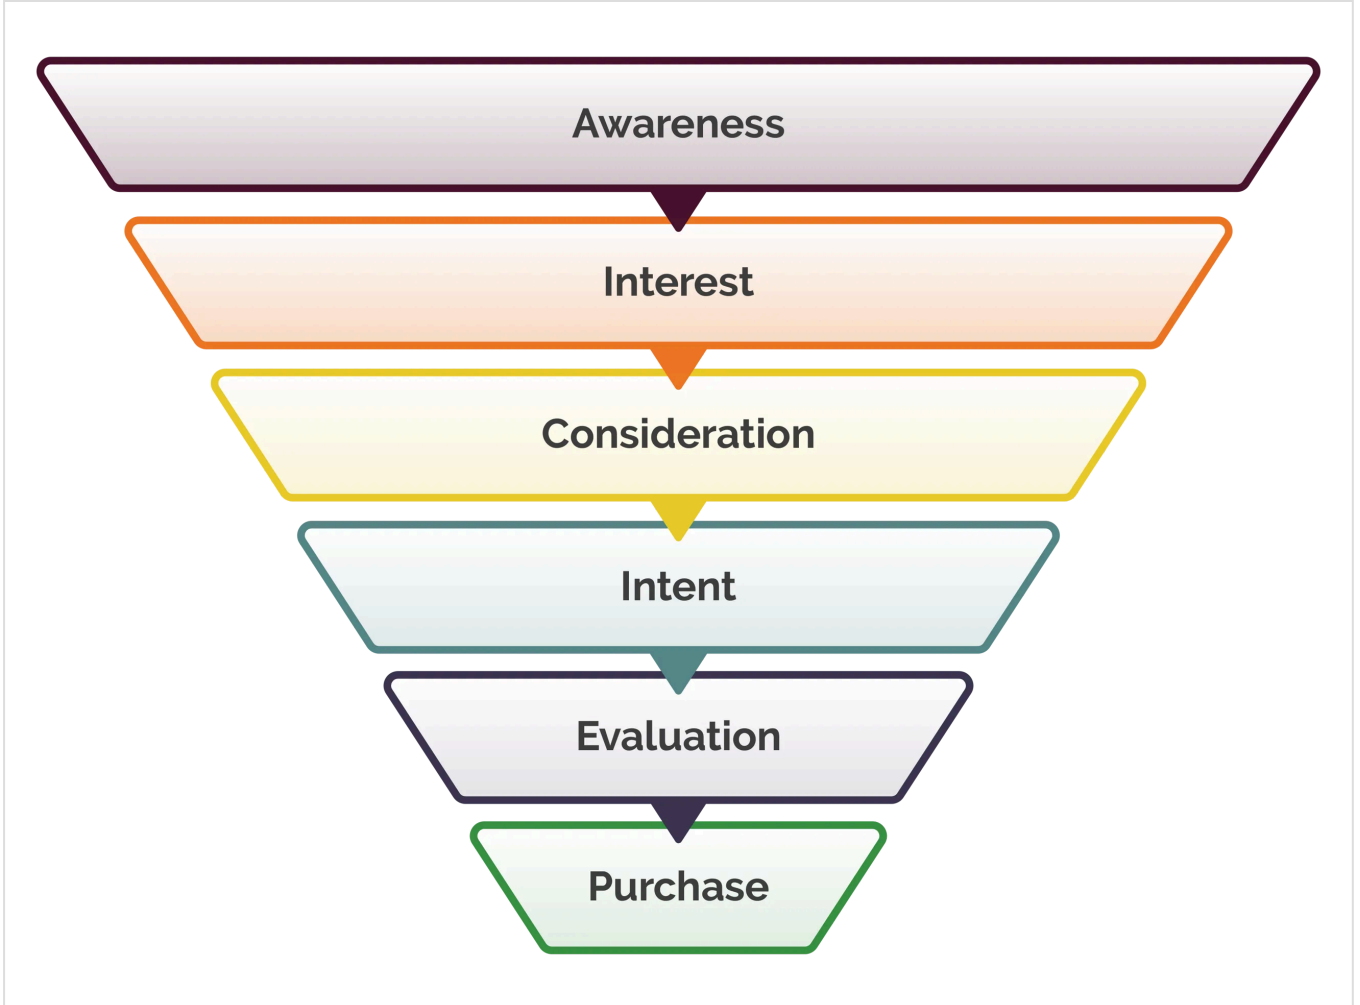 Awareness
Interest
Consideration
Intent
Evaluation
Purchase